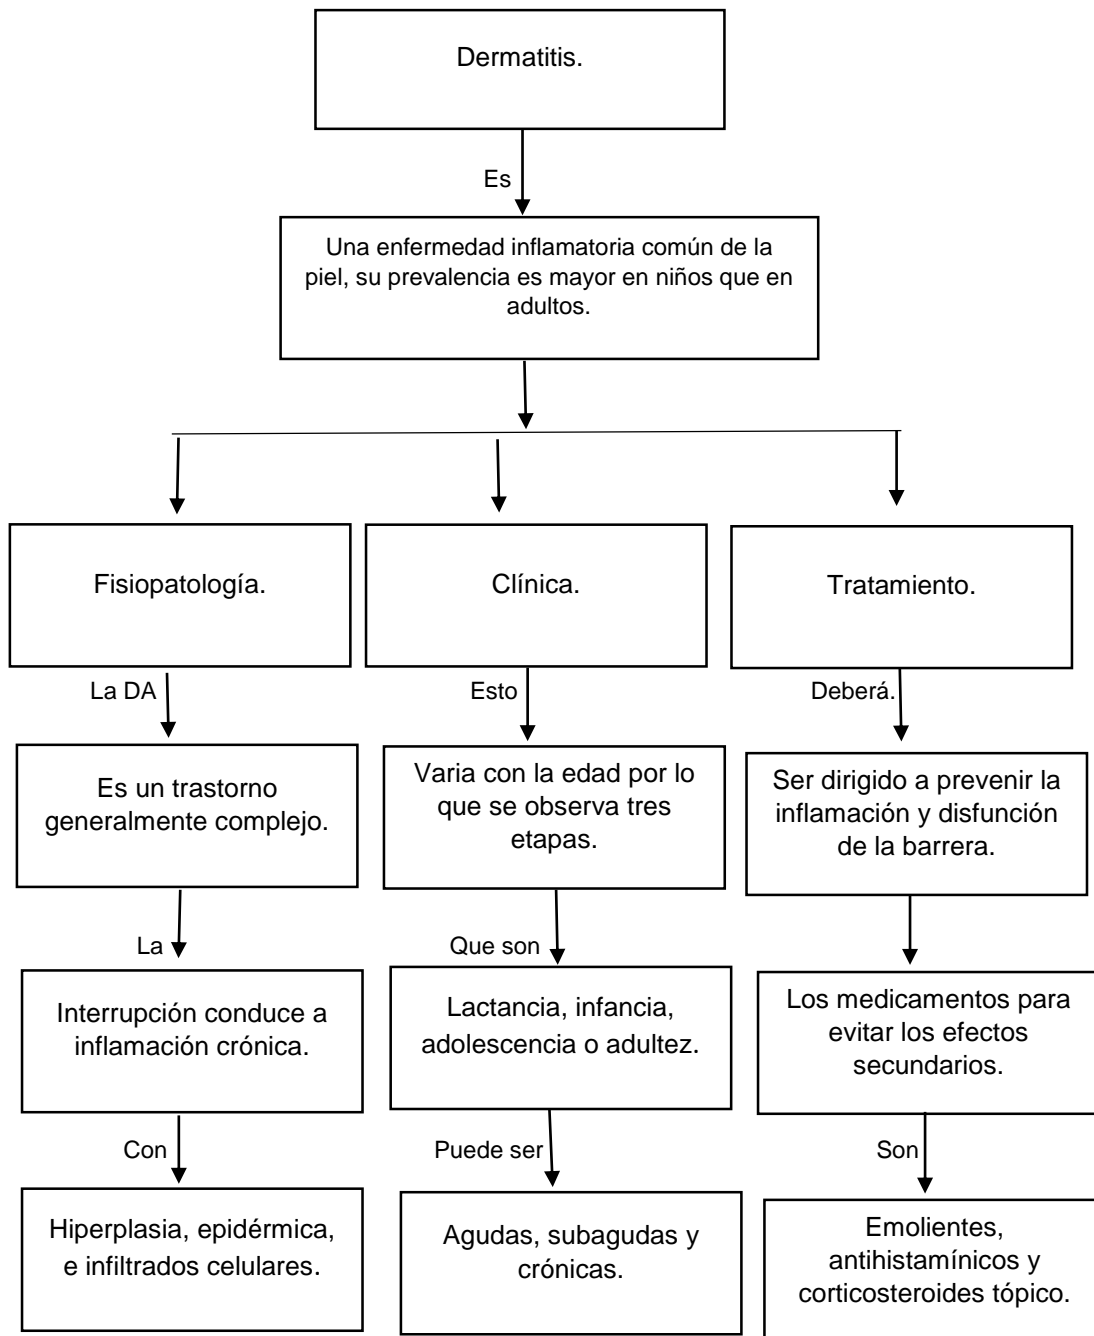 Dermatitis.
Es
Una enfermedad inflamatoria común de la
piel, su prevalencia es mayor en niños que en
adultos.
Fisiopatología.
Clínica.
Tratamiento.
La DA
Esto
Deberá.
Es un trastorno
generalmente complejo.
Varia con la edad por lo
que se observa tres
etapas.
Ser dirigido a prevenir la
inflamación y disfunción
de la barrera.
La
Que son
Interrupción conduce a
inflamación crónica.
Lactancia, infancia,
adolescencia o adultez.
Los medicamentos para
evitar los efectos
secundarios.
Con
Puede ser
Son
Hiperplasia, epidérmica,
e infiltrados celulares.
Agudas, subagudas y
crónicas.
Emolientes,
antihistamínicos y
corticosteroides tópico.